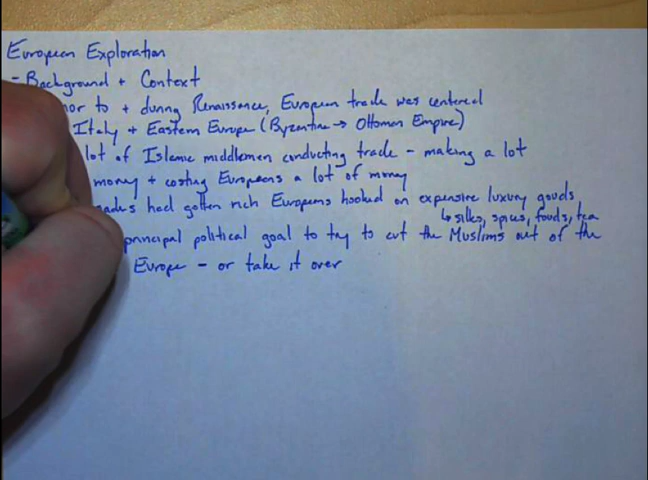 European Exploration
- Background + Context
to + during Renaissance, European trade was centered
Italy + Eastern Europe (Byzantine → Ottoman Empire)
lot of Islamic middlemen conducting trade - making a lot
money + costing Europeans a lot of money
had gotten rich Europeans hooked on expensive luxury goods
↳ silks, spices, foods, tea
principal political goal to try to cut the Muslims out of the
Europe - or take it over